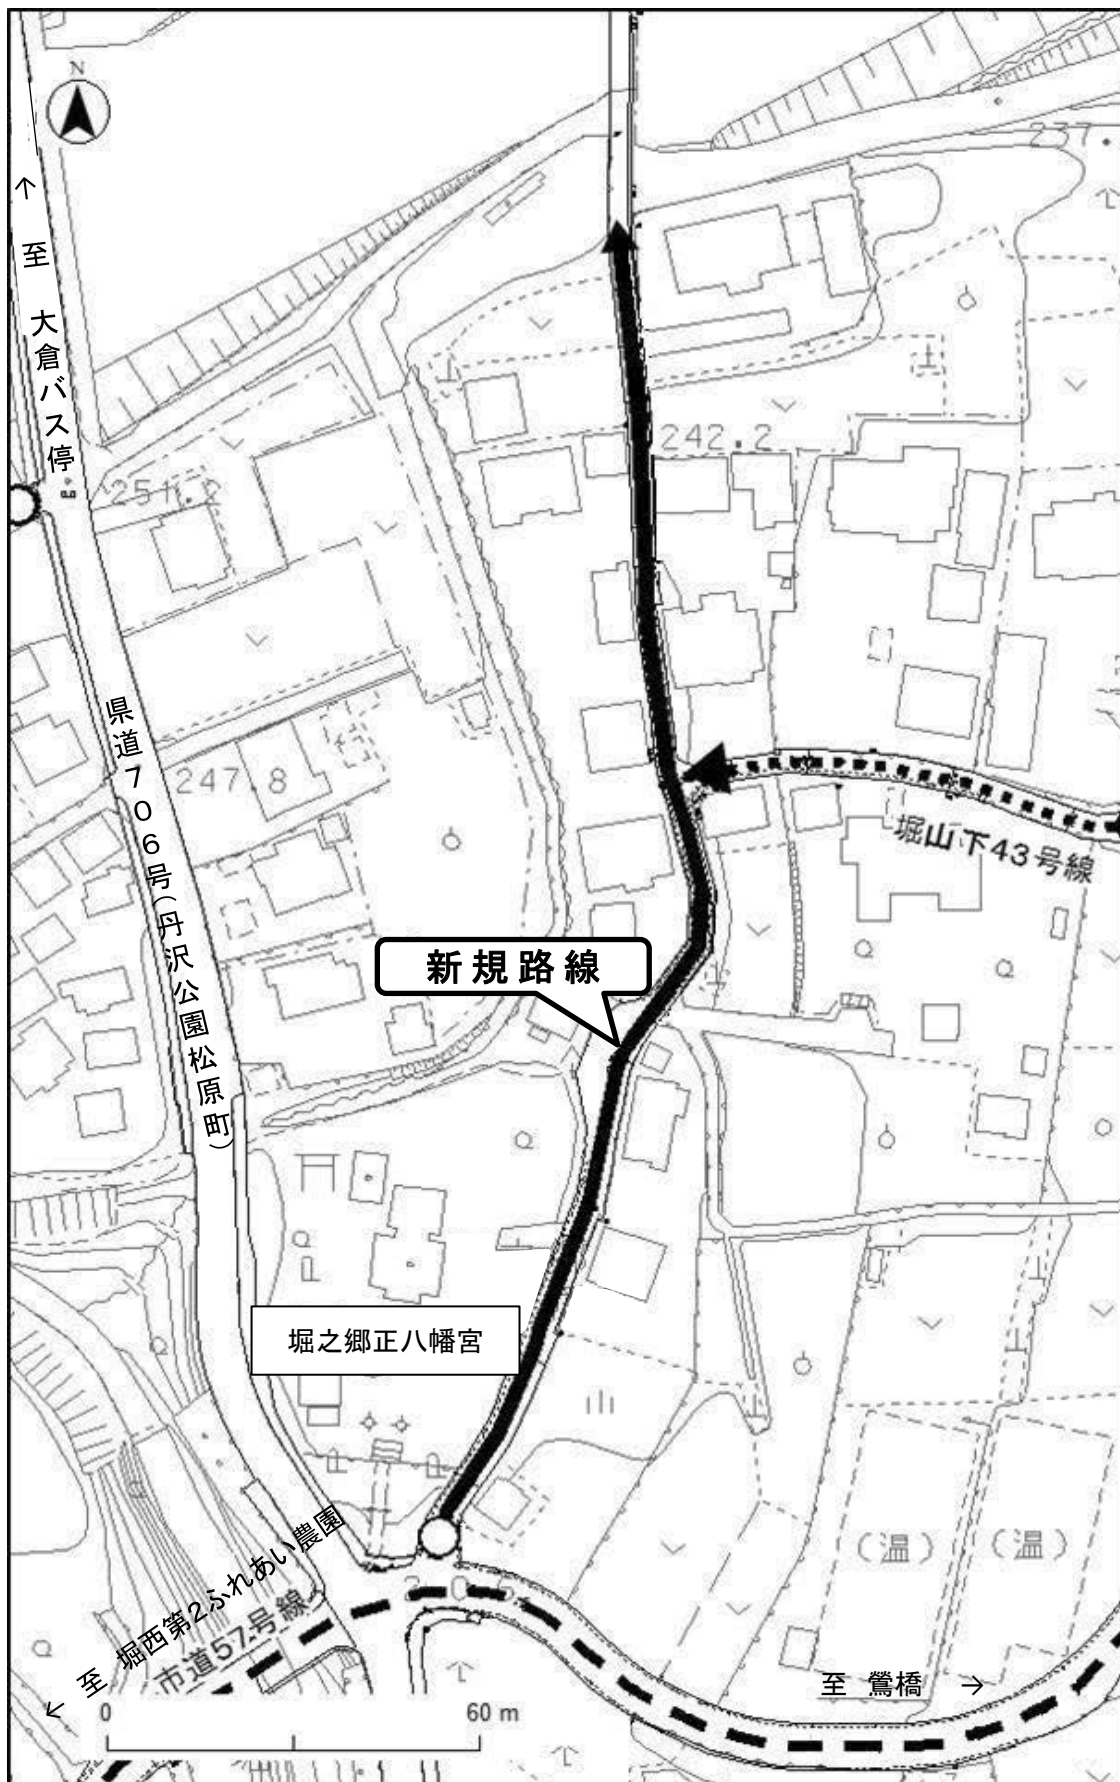 N
↑ 至 大倉バス停
242.2
県道706号(丹沢公園松原町)
247.8
堀山下43号線
新規路線
堀之郷正八幡宮
(温)
(温)
← 至 堀西第2ふれあい農園
市道57号線
至 鶯橋 →
0
60 m